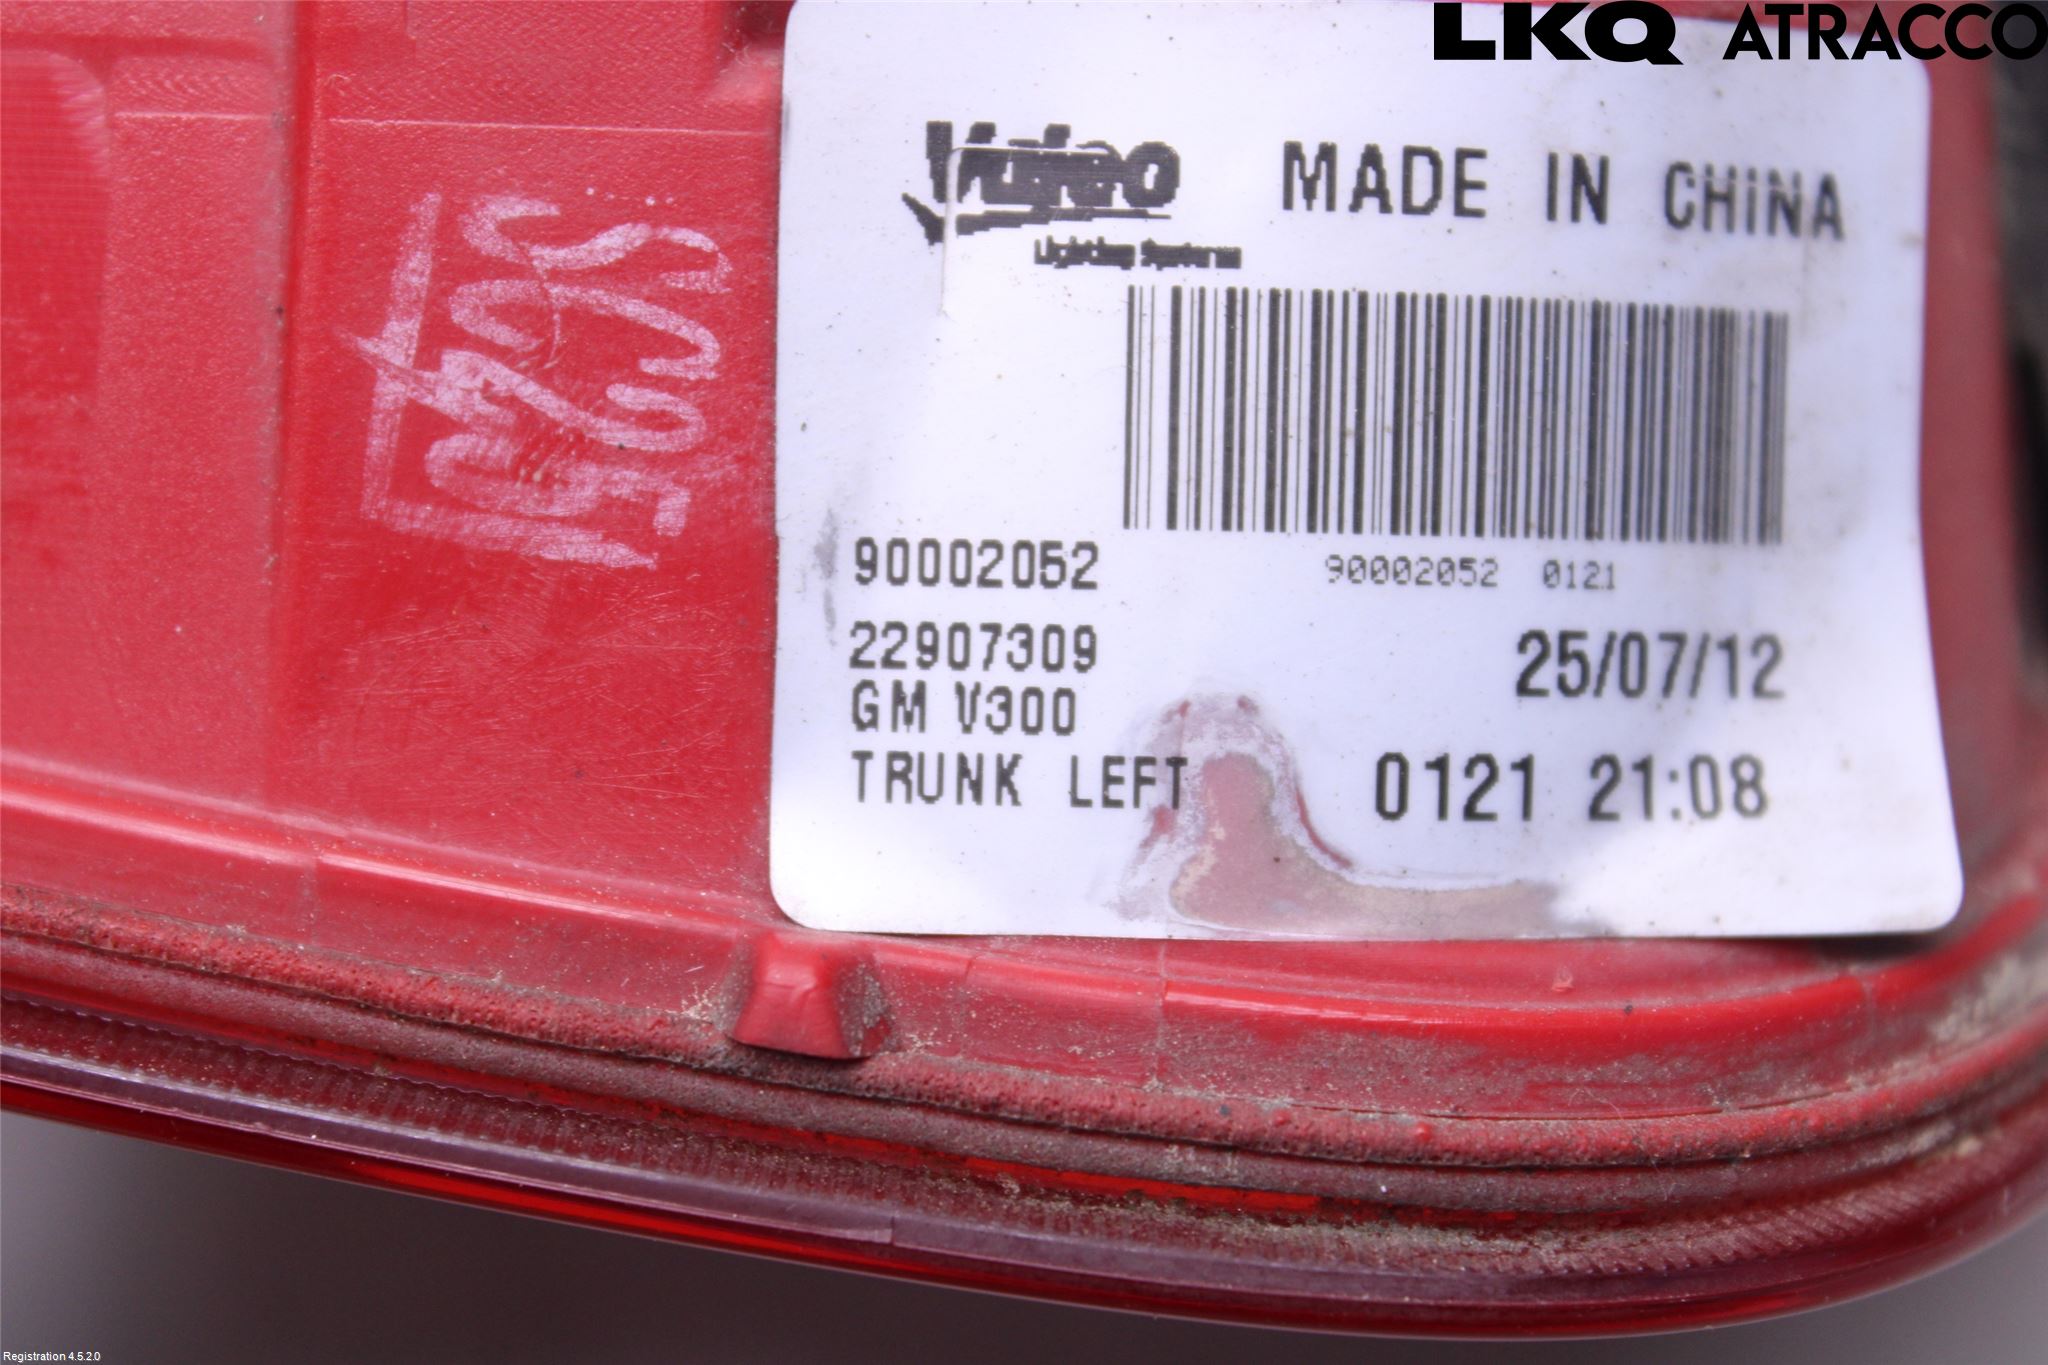 LKQ ATRACCO
Valeo MADE IN CHINA
Lighting Systems
90002052
90002052 0121
22907309
25/07/12
GM V300
TRUNK LEFT
0121 21:08
Registration 4.5.2.0